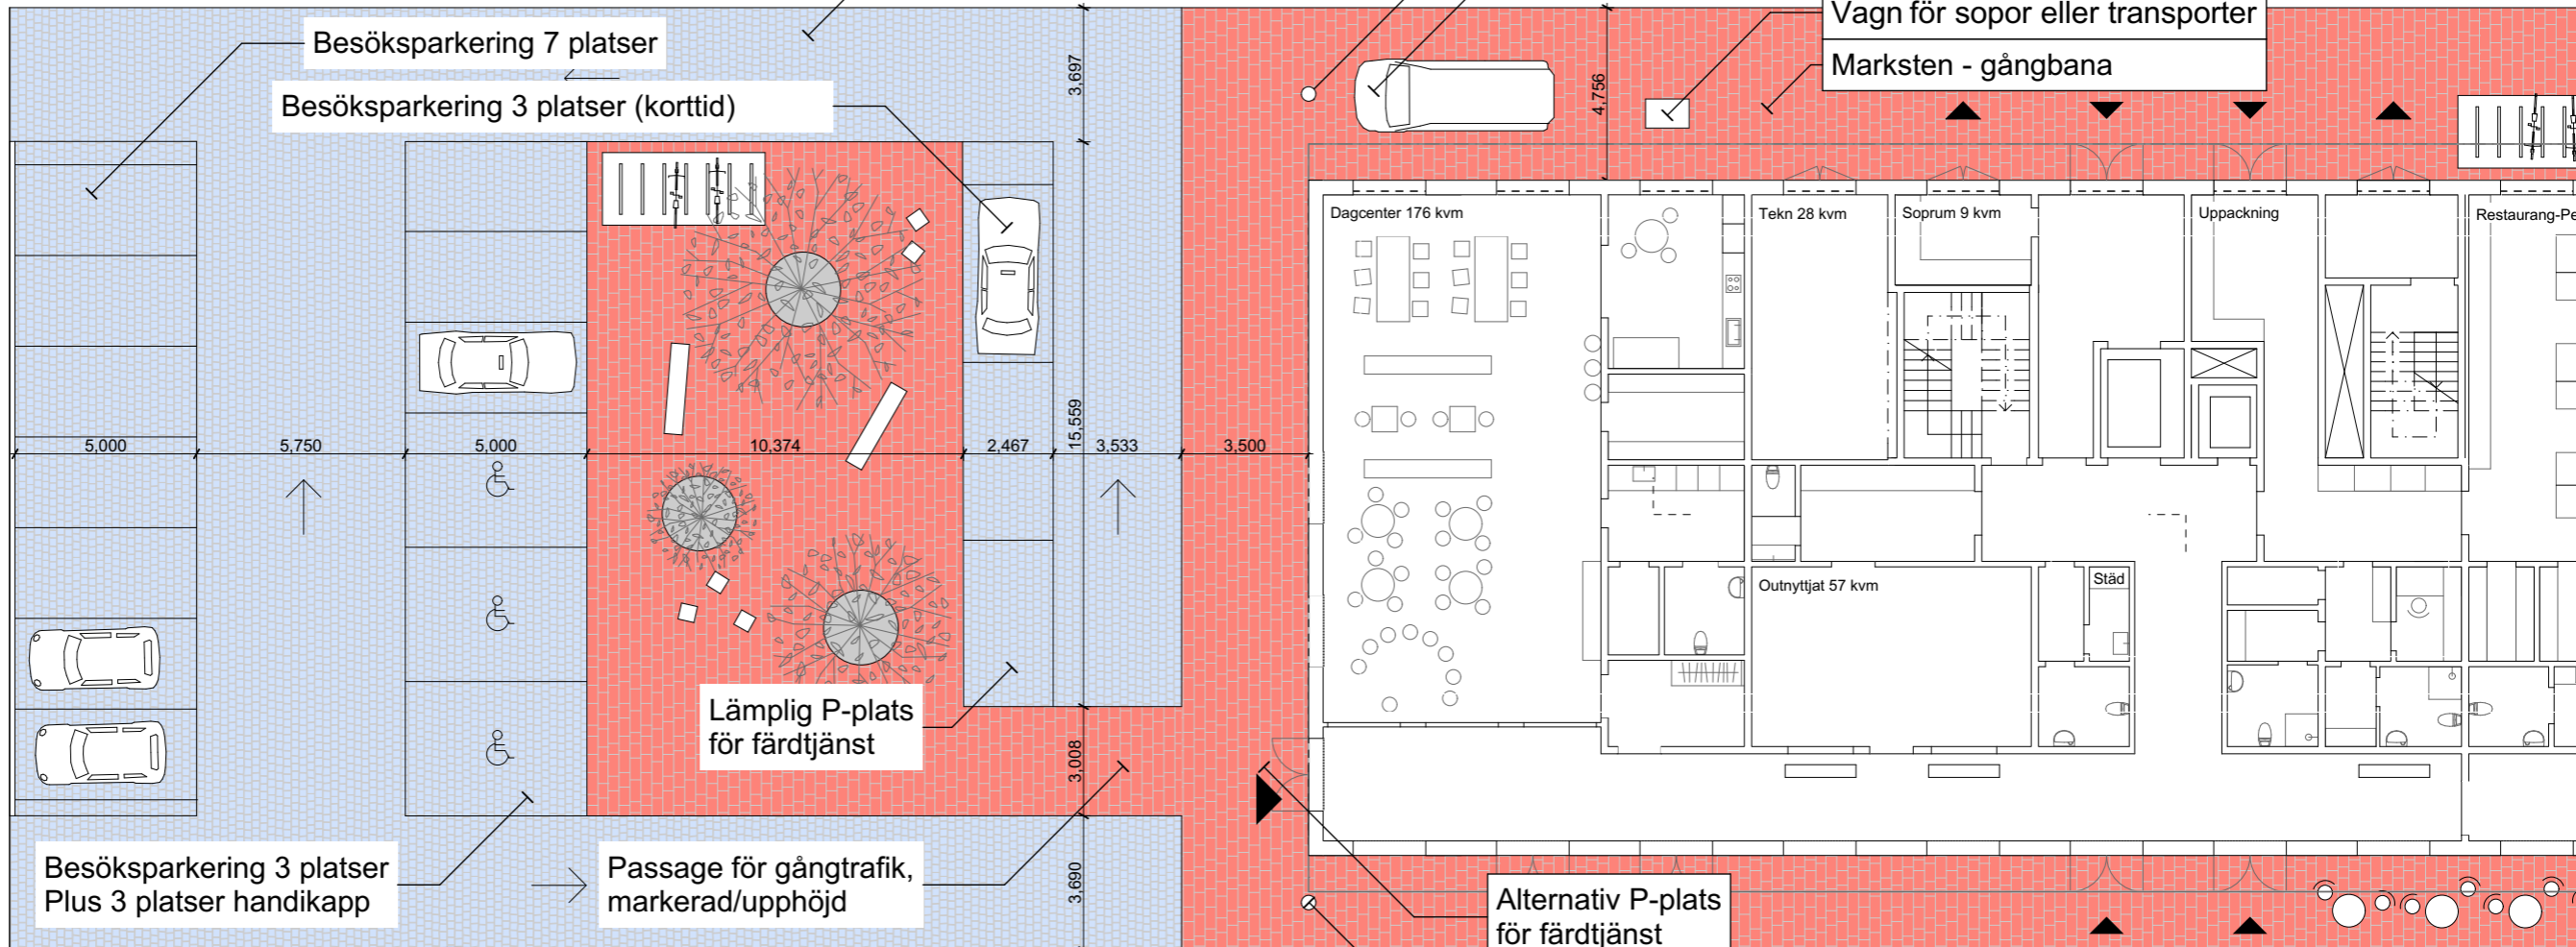 Vagn för sopor eller transporter
Besöksparkering 7 platser
Marksten - gångbana
Besöksparkering 3 platser (korttid)
3,697
4,756
Dagcenter 176 kvm
Tekn 28 kvm
Soprum 9 kvm
Uppackning
Restaurang-Pe
15,559
5,000
5,750
5,000
10,374
2,467
3,533
3,500
Outnyttjat 57 kvm
Städ
Lämplig P-plats
för färdtjänst
3,008
Besöksparkering 3 platser
Plus 3 platser handikapp
Passage för gångtrafik,
markerad/upphöjd
3,690
Alternativ P-plats
för färdtjänst